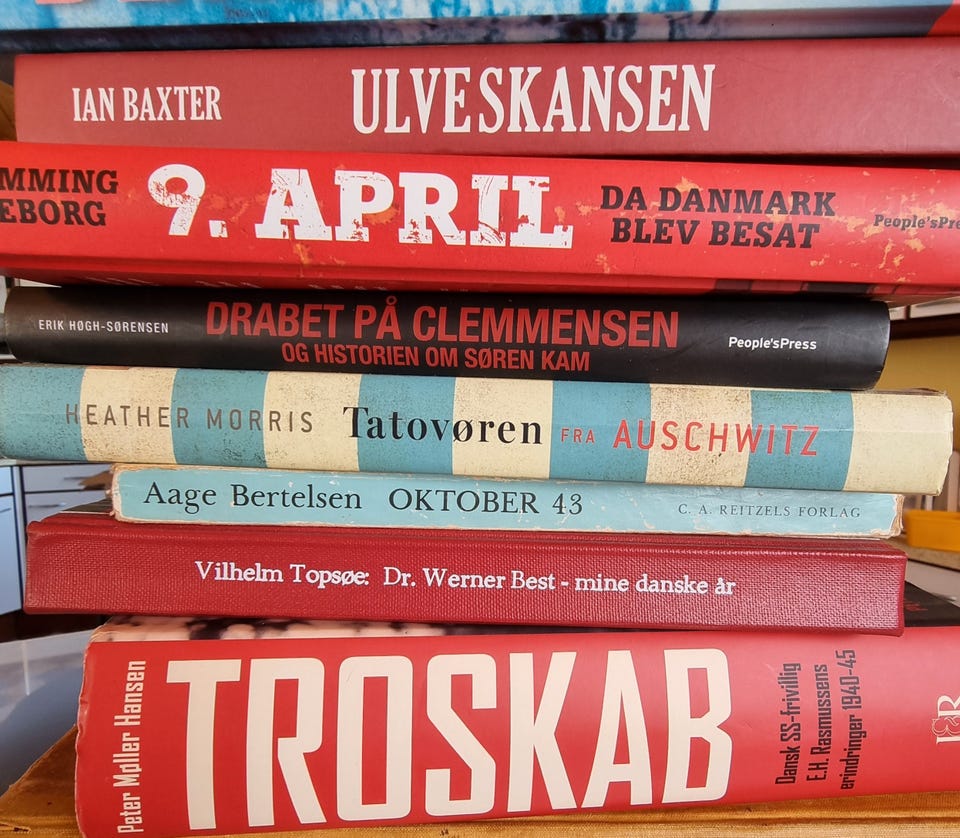 IAN BAXTER ULVESKANSEN
MMING
EBORG
9. APRIL
DA DANMARK
BLEV BESAT
People'sPre
ERIK HØGH-SØRENSEN
DRABET PÅ CLEMMENSEN
OG HISTORIEN OM SØREN KAM
People'sPress
HEATHER MORRIS Tatovøren FRA AUSCHWITZ
Aage Bertelsen OKTOBER 43 C. A. REITZELS FORLAG
Vilhelm Topsøe: Dr. Werner Best - mine danske år
Peter Møller Hansen
TROSKAB
Dansk SS-frivillig
E.H. Rasmussens
erindringer 1940-45